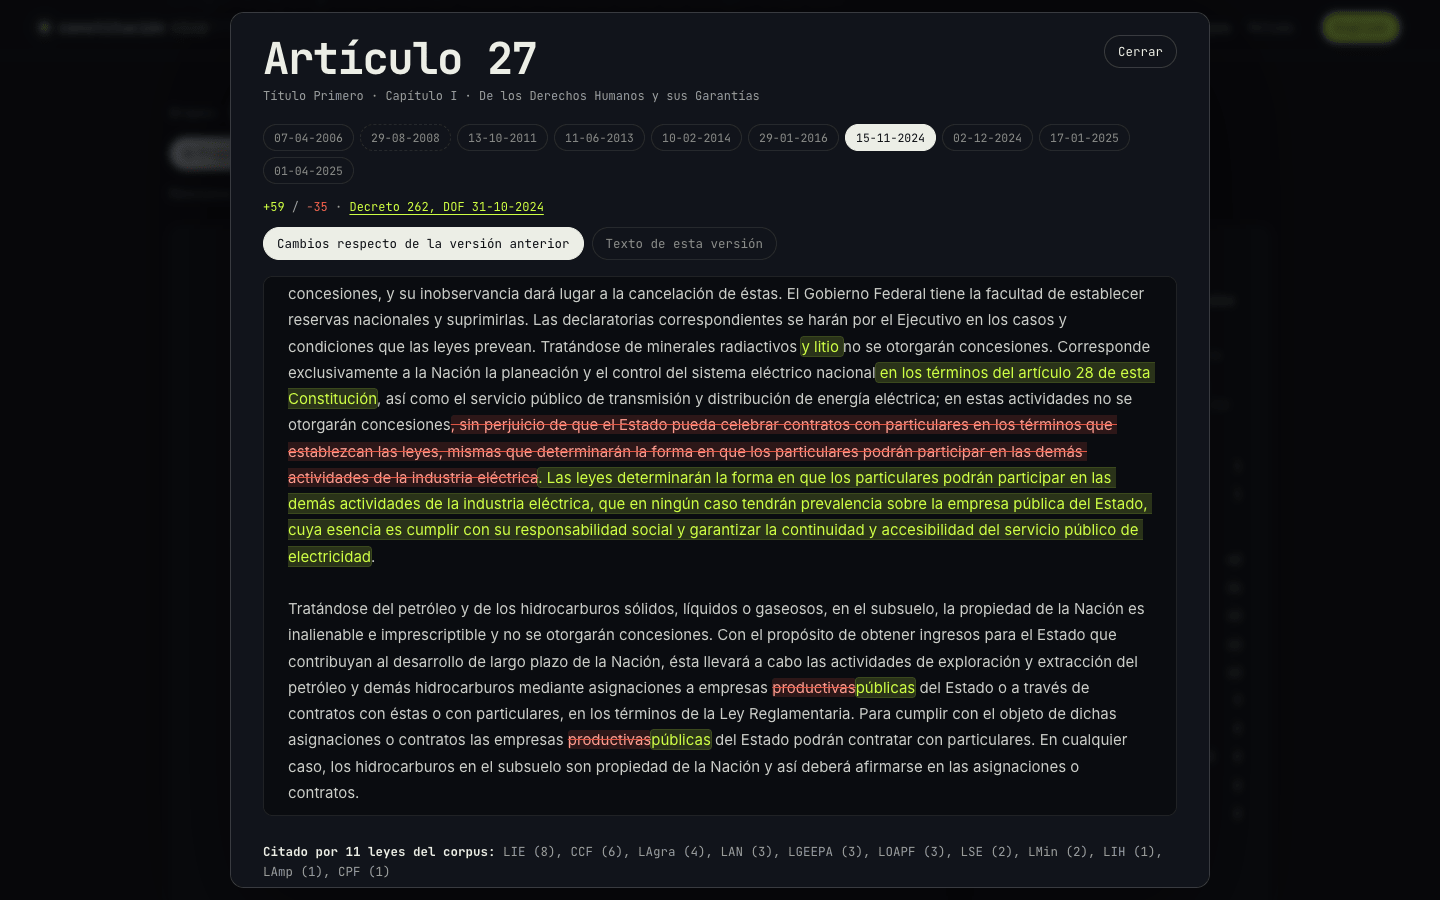 Artículo 27
Cerrar
Título Primero · Capítulo I · De los Derechos Humanos y sus Garantías
07-04-2006 29-08-2008 13-10-2011 11-06-2013 10-02-2014 29-01-2016 15-11-2024 02-12-2024 17-01-2025
01-04-2025
+59 / -35 · Decreto 262, DOF 31-10-2024
Cambios respecto de la versión anterior Texto de esta versión
concesiones, y su inobservancia dará lugar a la cancelación de éstas. El Gobierno Federal tiene la facultad de establecer
reservas nacionales y suprimirlas. Las declaratorias correspondientes se harán por el Ejecutivo en los casos y
condiciones que las leyes prevean. Tratándose de minerales radiactivos y litio no se otorgarán concesiones. Corresponde
exclusivamente a la Nación la planeación y el control del sistema eléctrico nacional en los términos del artículo 28 de esta
Constitución, así como el servicio público de transmisión y distribución de energía eléctrica; en estas actividades no se
otorgarán concesiones, sin perjuicio de que el Estado pueda celebrar contratos con particulares en los términos que
establezcan las leyes, mismas que determinarán la forma en que los particulares podrán participar en las demás
actividades de la industria eléctrica. Las leyes determinarán la forma en que los particulares podrán participar en las
demás actividades de la industria eléctrica, que en ningún caso tendrán prevalencia sobre la empresa pública del Estado,
cuya esencia es cumplir con su responsabilidad social y garantizar la continuidad y accesibilidad del servicio público de
electricidad.
Tratándose del petróleo y de los hidrocarburos sólidos, líquidos o gaseosos, en el subsuelo, la propiedad de la Nación es
inalienable e imprescriptible y no se otorgarán concesiones. Con el propósito de obtener ingresos para el Estado que
contribuyan al desarrollo de largo plazo de la Nación, ésta llevará a cabo las actividades de exploración y extracción del
petróleo y demás hidrocarburos mediante asignaciones a empresas productivaspúblicas del Estado o a través de
contratos con éstas o con particulares, en los términos de la Ley Reglamentaria. Para cumplir con el objeto de dichas
asignaciones o contratos las empresas productivaspúblicas del Estado podrán contratar con particulares. En cualquier
caso, los hidrocarburos en el subsuelo son propiedad de la Nación y así deberá afirmarse en las asignaciones o
contratos.
Citado por 11 leyes del corpus: LIE (8), CCF (6), LAgra (4), LAN (3), LGEEPA (3), LOAPF (3), LSE (2), LMin (2), LIH (1),
LAmp (1), CPF (1)